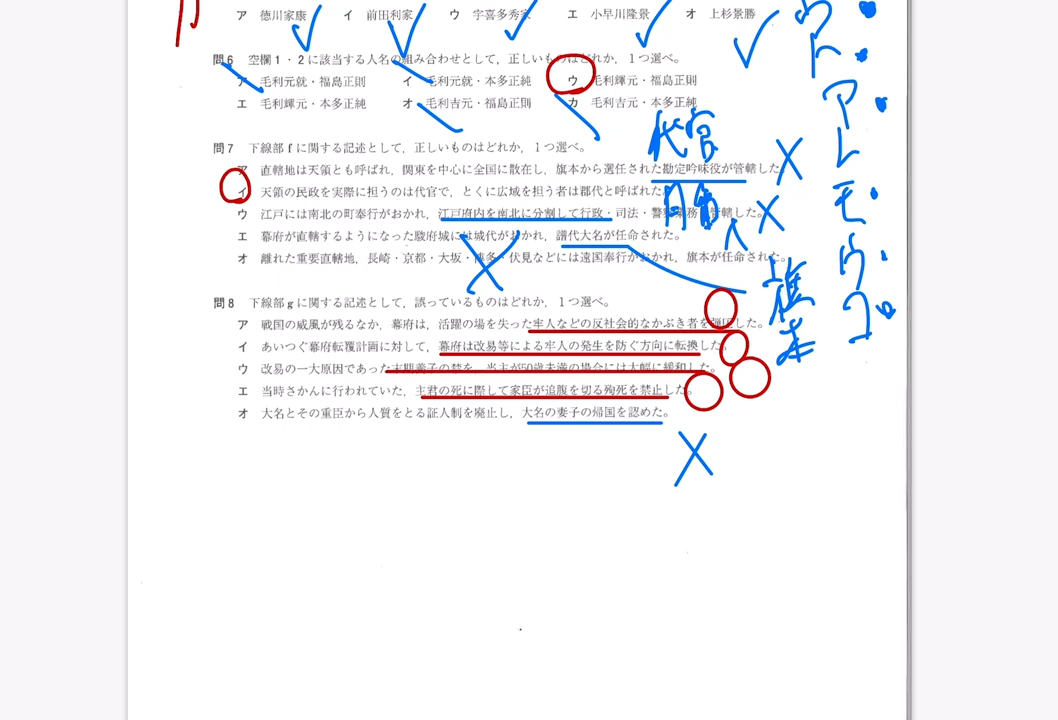 ア 徳川家康 イ 前田利家 ウ 宇喜多秀家 エ 小早川隆景 オ 上杉景勝
問6 空欄1・2に該当する人名の組み合わせとして，正しいものはどれか，1つ選べ。
ア 毛利元就・福島正則 イ 毛利元就・本多正純 ウ 毛利輝元・福島正則
エ 毛利輝元・本多正純 オ 毛利吉元・福島正則 カ 毛利吉元・本多正純
代官
問7 下線部fに関する記述として，正しいものはどれか，1つ選べ。
ア 直轄地は天領とも呼ばれ，関東を中心に全国に散在し，旗本から選任された勘定吟味役が管轄した。
イ 天領の民政を実際に担うのは代官で，とくに広域を担う者は郡代と呼ばれた。
ウ 江戸には南北の町奉行がおかれ，江戸府内を南北に分割して行政・司法・警察業務を管轄した。
エ 幕府が直轄するようになった駿府城には城代がおかれ，譜代大名が任命された。
オ 離れた重要直轄地，長崎・京都・大坂・博多・伏見などには遠国奉行がおかれ，旗本が任命された。
旗本
問8 下線部gに関する記述として，誤っているものはどれか，1つ選べ。
ア 戦国の威風が残るなか，幕府は，活躍の場を失った牢人などの反社会的なかぶき者を弾圧した。
イ あいつぐ幕府転覆計画に対して，幕府は改易等による牢人の発生を防ぐ方向に転換した。
ウ 改易の一大原因であった末期養子の禁を，当主が50歳未満の場合には大幅に緩和した。
エ 当時さかんに行われていた，主君の死に際して家臣が追腹を切る殉死を禁止した。
オ 大名とその重臣から人質をとる証人制を廃止し，大名の妻子の帰国を認めた。